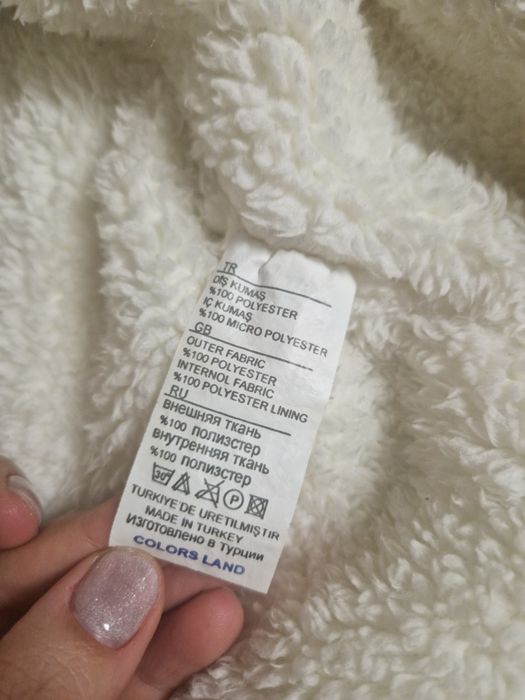 TR
DIŞ KUMAŞ
%100 POLYESTER
IÇ KUMAŞ
%100 MICRO POLYESTER
GB
OUTER FABRIC
%100 POLYESTER
INTERNOL FABRIC
%100 POLYESTER LINING
RU
внешняя ткань
%100 полиэстер
внутренняя ткань
%100 полиэстер
30° P
TURKIYE'DE URETILMIŞTIR
MADE IN TURKEY
Изготовлено в Турции
COLORS LAND